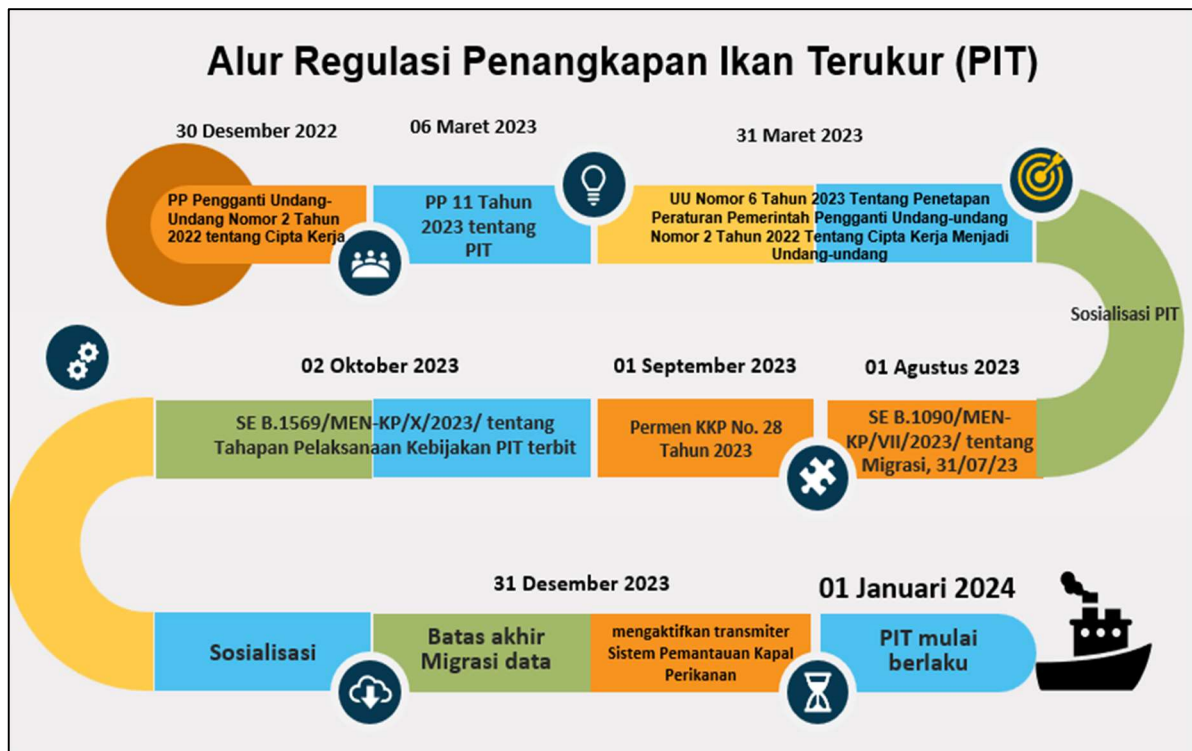 Alur Regulasi Penangkapan Ikan Terukur (PIT)
30 Desember 2022
06 Maret 2023
31 Maret 2023
PP Pengganti Undang-
Undang Nomor 2 Tahun
2022 tentang Cipta Kerja
PP 11 Tahun
2023 tentang
PIT
UU Nomor 6 Tahun 2023 Tentang Penetapan
Peraturan Pemerintah Pengganti Undang-undang
Nomor 2 Tahun 2022 Tentang Cipta Kerja Menjadi
Undang-undang
Sosialisasi PIT
01 Agustus 2023
SE B.1090/MEN-
KP/VII/2023/ tentang
Migrasi, 31/07/23
01 September 2023
Permen KKP No. 28
Tahun 2023
02 Oktober 2023
SE B.1569/MEN-KP/X/2023/ tentang
Tahapan Pelaksanaan Kebijakan PIT terbit
Sosialisasi
31 Desember 2023
Batas akhir
Migrasi data
mengaktifkan transmiter
Sistem Pemantauan Kapal
Perikanan
01 Januari 2024
PIT mulai
berlaku